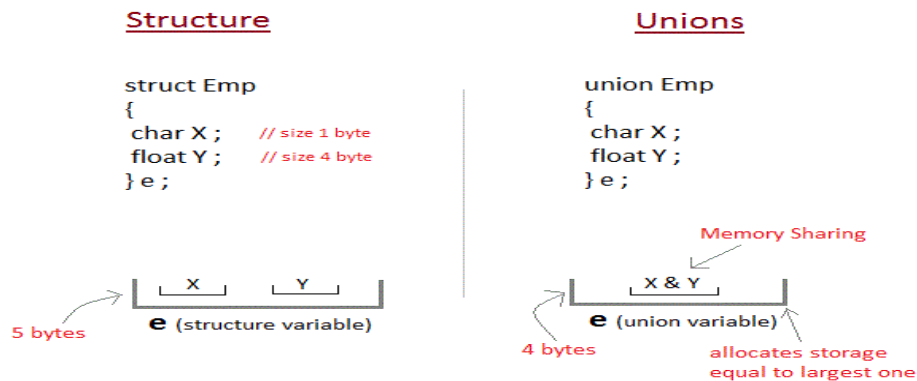 Structure
struct Emp
{
char X ; // size 1 byte
float Y ; // size 4 byte
} e ;
X Y
5 bytes
e (structure variable)
Unions
union Emp
{
char X ;
float Y ;
} e ;
Memory Sharing
X & Y
e (union variable)
4 bytes
allocates storage
equal to largest one